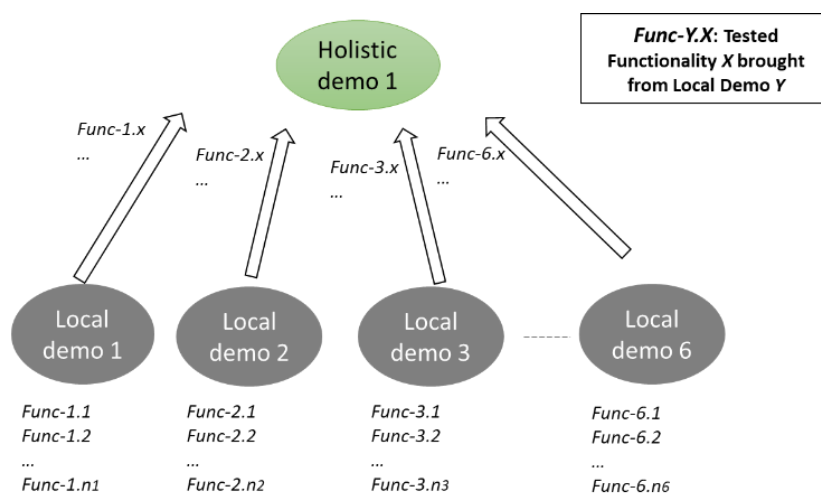 Holistic
demo 1
Func-Y.X: Tested
Functionality X brought
from Local Demo Y
Func-1.x
...
Func-2.x
...
Func-3.x
...
Func-6.x
...
Local
demo 1
Local
demo 2
Local
demo 3
Local
demo 6
Func-1.1
Func-1.2
...
Func-1.n1
Func-2.1
Func-2.2
...
Func-2.n2
Func-3.1
Func-3.2
...
Func-3.n3
Func-6.1
Func-6.2
...
Func-6.n6